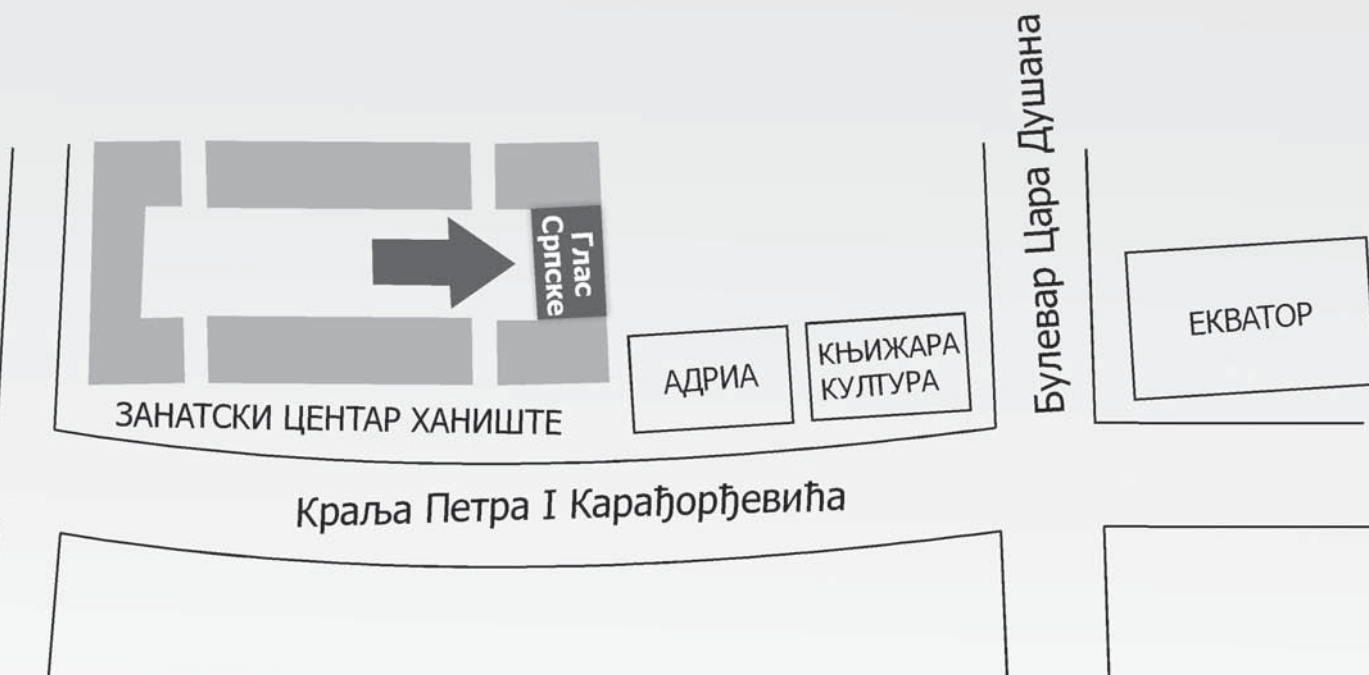 Булевар Цара Душана
Глас
Српске
ЕКВАТОР
КЊИЖАРА
КУЛТУРА
АДРИА
ЗАНАТСКИ ЦЕНТАР ХАНИШТЕ
Краља Петра I Карађорђевића